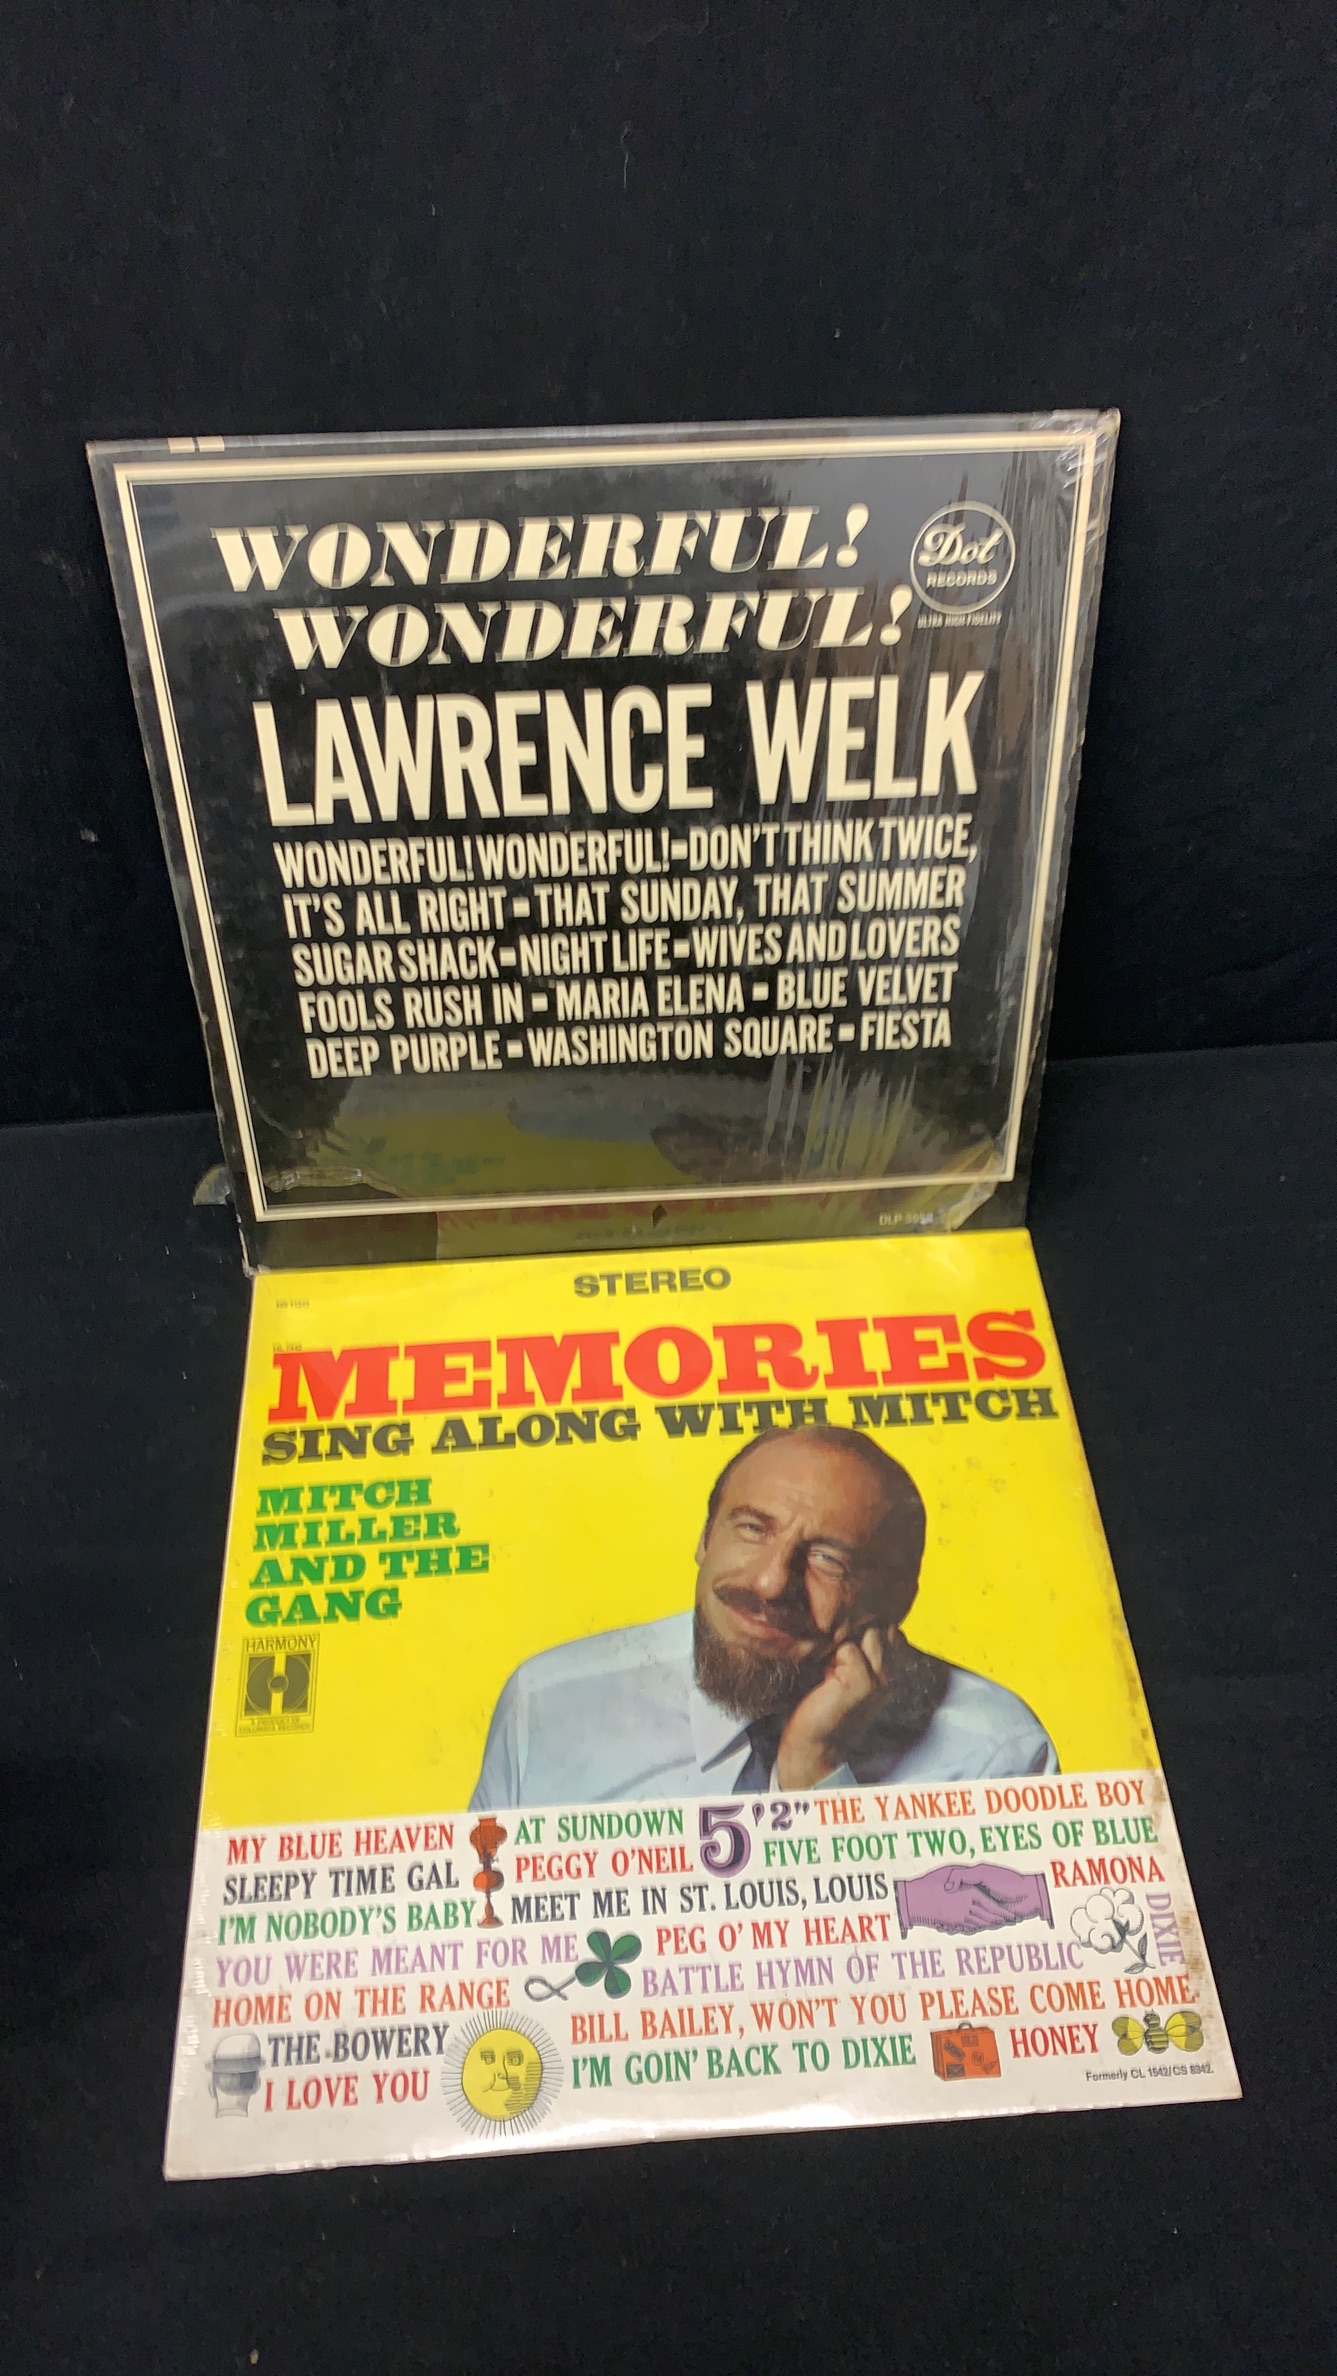 WONDERFUL!
WONDERFUL!
Dot
RECORDS
ULTRA HIGH FIDELITY
LAWRENCE WELK
WONDERFUL! WONDERFUL!-DON'T THINK TWICE,
IT'S ALL RIGHT-THAT SUNDAY, THAT SUMMER
SUGAR SHACK-NIGHT LIFE-WIVES AND LOVERS
FOOLS RUSH IN - MARIA ELENA - BLUE VELVET
DEEP PURPLE-WASHINGTON SQUARE-FIESTA
DLP
STEREO
MEMORIES
SING ALONG WITH MITCH
MITCH
MILLER
AND THE
GANG
HARMONY
H
A PRODUCT OF
COLUMBIA RECORDS
MY BLUE HEAVEN
AT SUNDOWN
5'2"
THE YANKEE DOODLE BOY
SLEEPY TIME GAL
PEGGY O'NEIL
FIVE FOOT TWO, EYES OF BLUE
I'M NOBODY'S BABY
MEET ME IN ST. LOUIS, LOUIS
RAMONA
YOU WERE MEANT FOR ME
PEG O' MY HEART
DIXIE
HOME ON THE RANGE
BATTLE HYMN OF THE REPUBLIC
THE BOWERY
BILL BAILEY, WON'T YOU PLEASE COME HOME
I LOVE YOU
I'M GOIN' BACK TO DIXIE
HONEY
Formerly CL 1542/CS 8342.